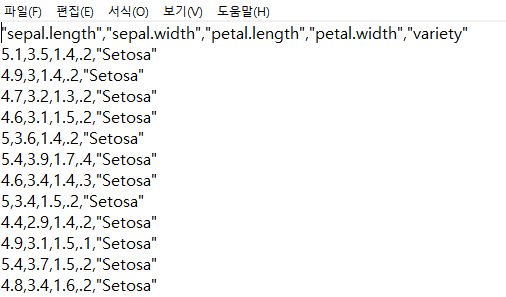 파일(F) 편집(E) 서식(O) 보기(V) 도움말(H)
"sepal.length","sepal.width","petal.length","petal.width","variety"
5.1,3.5,1.4,.2,"Setosa"
4.9,3,1.4,.2,"Setosa"
4.7,3.2,1.3,.2,"Setosa"
4.6,3.1,1.5,.2,"Setosa"
5,3.6,1.4,.2,"Setosa"
5.4,3.9,1.7,.4,"Setosa"
4.6,3.4,1.4,.3,"Setosa"
5,3.4,1.5,.2,"Setosa"
4.4,2.9,1.4,.2,"Setosa"
4.9,3.1,1.5,.1,"Setosa"
5.4,3.7,1.5,.2,"Setosa"
4.8,3.4,1.6,.2,"Setosa"